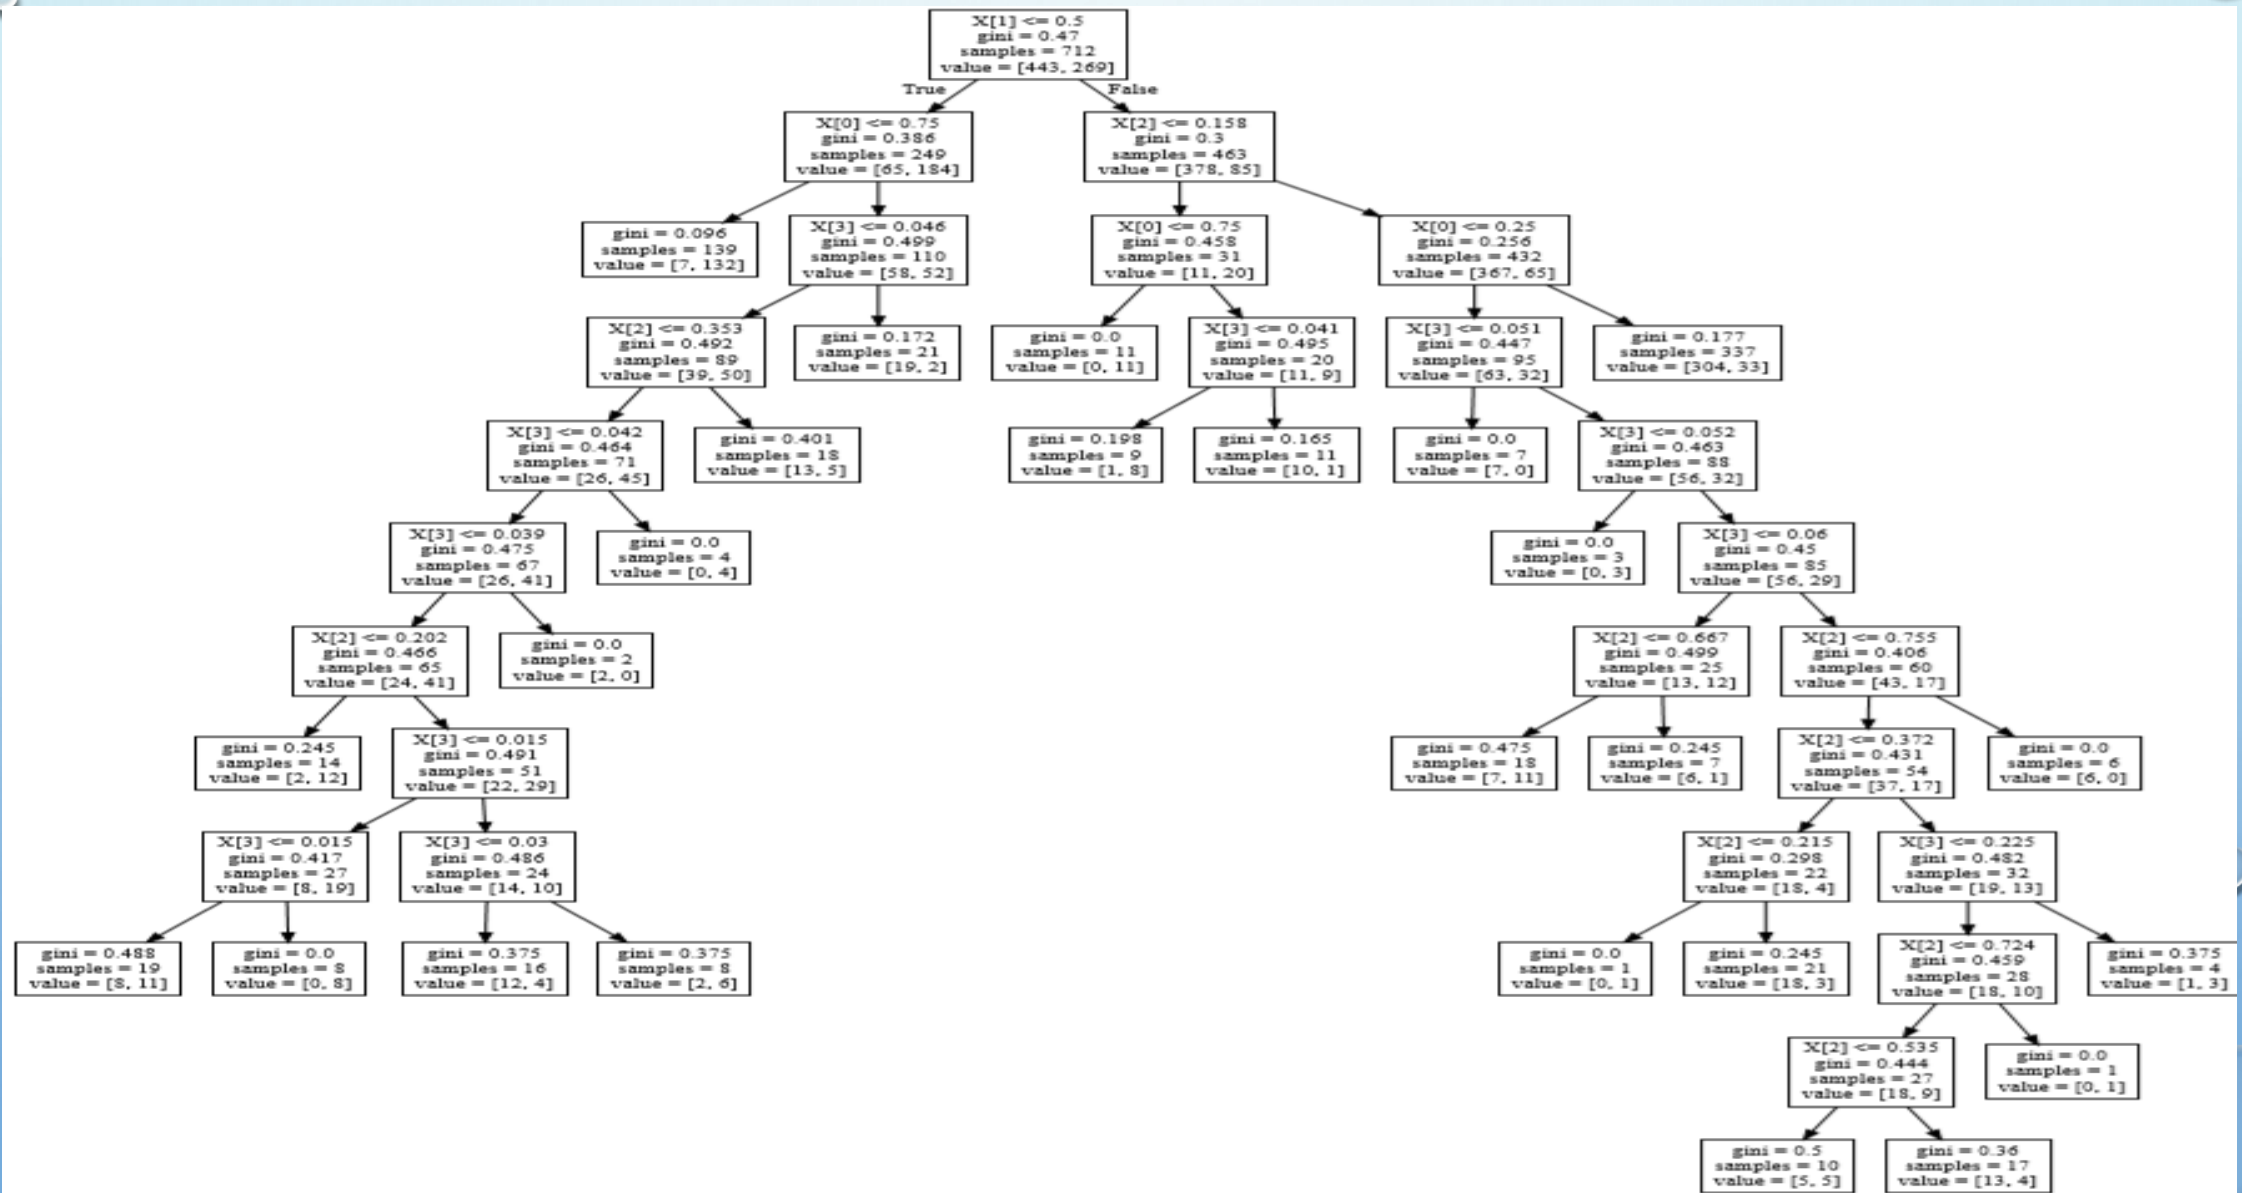 X[1] <= 0.5
gini = 0.47
samples = 712
value = [443, 269]
True
False
X[0] <= 0.75
gini = 0.386
samples = 249
value = [65, 184]
X[2] <= 0.158
gini = 0.3
samples = 463
value = [378, 85]
gini = 0.096
samples = 139
value = [7, 132]
X[3] <= 0.046
gini = 0.499
samples = 110
value = [58, 52]
X[0] <= 0.75
gini = 0.458
samples = 31
value = [11, 20]
X[0] <= 0.25
gini = 0.256
samples = 432
value = [367, 65]
X[2] <= 0.353
gini = 0.492
samples = 89
value = [39, 50]
gini = 0.172
samples = 21
value = [19, 2]
gini = 0.0
samples = 11
value = [0, 11]
X[3] <= 0.041
gini = 0.495
samples = 20
value = [11, 9]
X[3] <= 0.051
gini = 0.447
samples = 95
value = [63, 32]
gini = 0.177
samples = 337
value = [304, 33]
X[3] <= 0.042
gini = 0.464
samples = 71
value = [26, 45]
gini = 0.401
samples = 18
value = [13, 5]
gini = 0.198
samples = 9
value = [1, 8]
gini = 0.165
samples = 11
value = [10, 1]
gini = 0.0
samples = 7
value = [7, 0]
X[3] <= 0.052
gini = 0.463
samples = 88
value = [56, 32]
X[3] <= 0.039
gini = 0.475
samples = 67
value = [26, 41]
gini = 0.0
samples = 4
value = [0, 4]
gini = 0.0
samples = 3
value = [0, 3]
X[3] <= 0.06
gini = 0.45
samples = 85
value = [56, 29]
X[2] <= 0.202
gini = 0.466
samples = 65
value = [24, 41]
gini = 0.0
samples = 2
value = [2, 0]
X[2] <= 0.667
gini = 0.499
samples = 25
value = [13, 12]
X[2] <= 0.755
gini = 0.406
samples = 60
value = [43, 17]
gini = 0.245
samples = 14
value = [2, 12]
X[3] <= 0.015
gini = 0.491
samples = 51
value = [22, 29]
gini = 0.475
samples = 18
value = [7, 11]
gini = 0.245
samples = 7
value = [6, 1]
X[2] <= 0.372
gini = 0.431
samples = 54
value = [37, 17]
gini = 0.0
samples = 6
value = [6, 0]
X[3] <= 0.015
gini = 0.417
samples = 27
value = [8, 19]
X[3] <= 0.03
gini = 0.486
samples = 24
value = [14, 10]
X[2] <= 0.215
gini = 0.298
samples = 22
value = [18, 4]
X[3] <= 0.225
gini = 0.482
samples = 32
value = [19, 13]
gini = 0.488
samples = 19
value = [8, 11]
gini = 0.0
samples = 8
value = [0, 8]
gini = 0.375
samples = 16
value = [12, 4]
gini = 0.375
samples = 8
value = [2, 6]
gini = 0.0
samples = 1
value = [0, 1]
gini = 0.245
samples = 21
value = [18, 3]
X[2] <= 0.724
gini = 0.459
samples = 28
value = [18, 10]
gini = 0.375
samples = 4
value = [1, 3]
X[2] <= 0.535
gini = 0.444
samples = 27
value = [18, 9]
gini = 0.0
samples = 1
value = [0, 1]
gini = 0.5
samples = 10
value = [5, 5]
gini = 0.36
samples = 17
value = [13, 4]